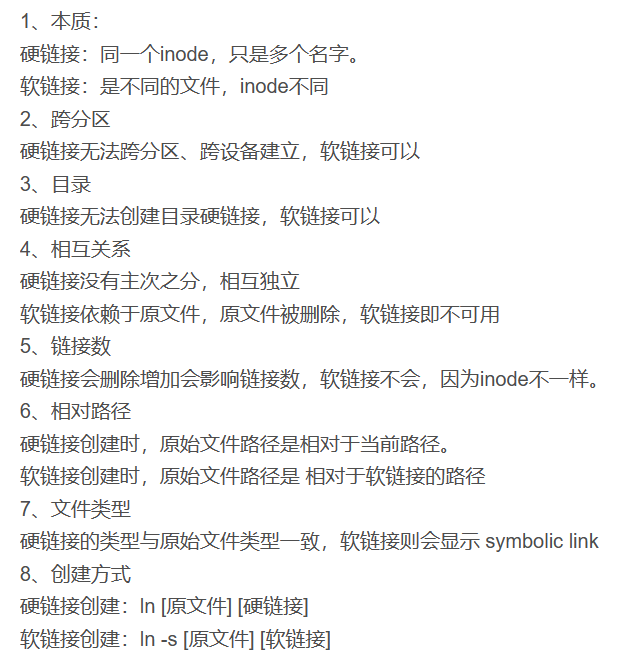 1、本质：
硬链接：同一个inode，只是多个名字。
软链接：是不同的文件，inode不同
2、跨分区
硬链接无法跨分区、跨设备建立，软链接可以
3、目录
硬链接无法创建目录硬链接，软链接可以
4、相互关系
硬链接没有主次之分，相互独立
软链接依赖于原文件，原文件被删除，软链接即不可用
5、链接数
硬链接会删除增加会影响链接数，软链接不会，因为inode不一样。
6、相对路径
硬链接创建时，原始文件路径是相对于当前路径。
软链接创建时，原始文件路径是 相对于软链接的路径
7、文件类型
硬链接的类型与原始文件类型一致，软链接则会显示 symbolic link
8、创建方式
硬链接创建：ln [原文件] [硬链接]
软链接创建：ln -s [原文件] [软链接]